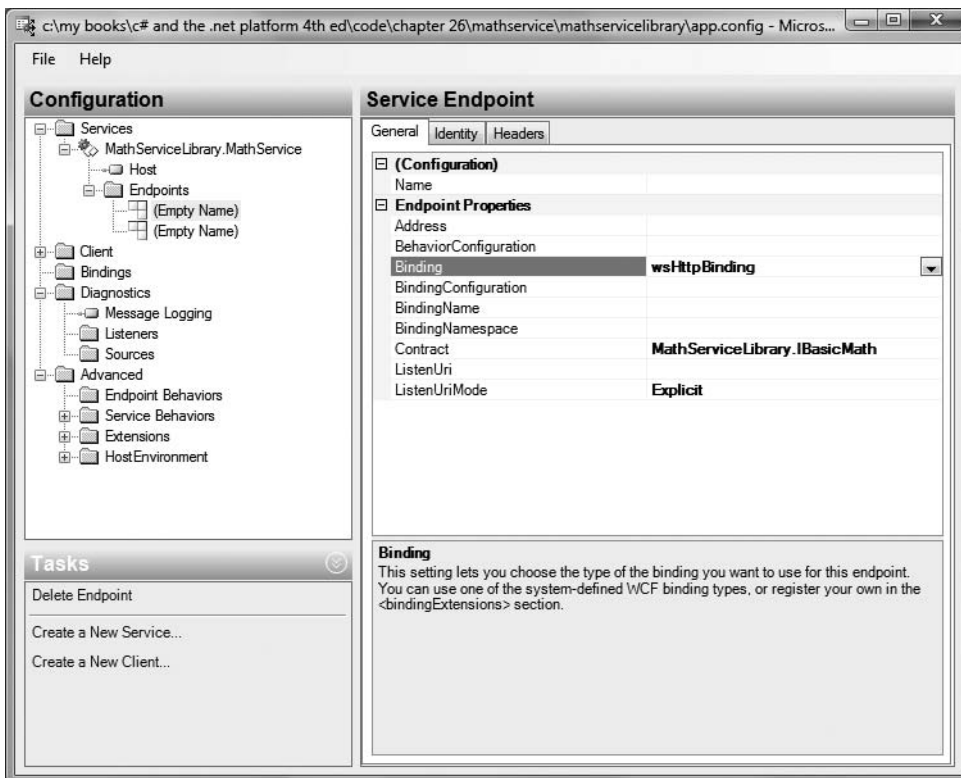 c:\my books\c# and the .net platform 4th ed\code\chapter 26\mathservice\mathservicelibrary\app.config - Micros...
File Help
Configuration
Services
MathServiceLibrary.MathService
Host
Endpoints
(Empty Name)
(Empty Name)
Client
Bindings
Diagnostics
Message Logging
Listeners
Sources
Advanced
Endpoint Behaviors
Service Behaviors
Extensions
HostEnvironment
Tasks
Delete Endpoint
Create a New Service...
Create a New Client...
Service Endpoint
General Identity Headers
(Configuration)
Name
Endpoint Properties
Address
BehaviorConfiguration
Binding wsHttpBinding
BindingConfiguration
BindingName
BindingNamespace
Contract MathServiceLibrary.IBasicMath
ListenUri
ListenUriMode Explicit
Binding
This setting lets you choose the type of the binding you want to use for this endpoint.
You can use one of the system-defined WCF binding types, or register your own in the
<bindingExtensions> section.